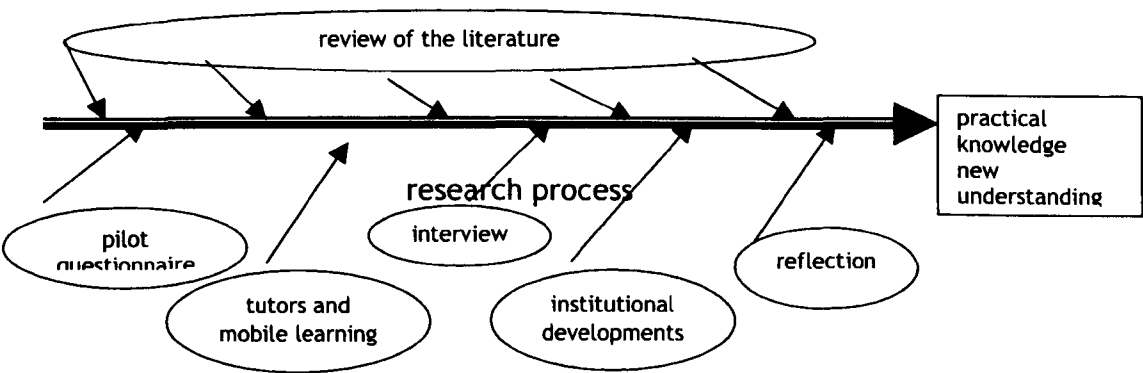 review of the literature
practical
knowledge
new
understanding
research process
pilot
questionnaire
interview
reflection
tutors and
mobile learning
institutional
developments